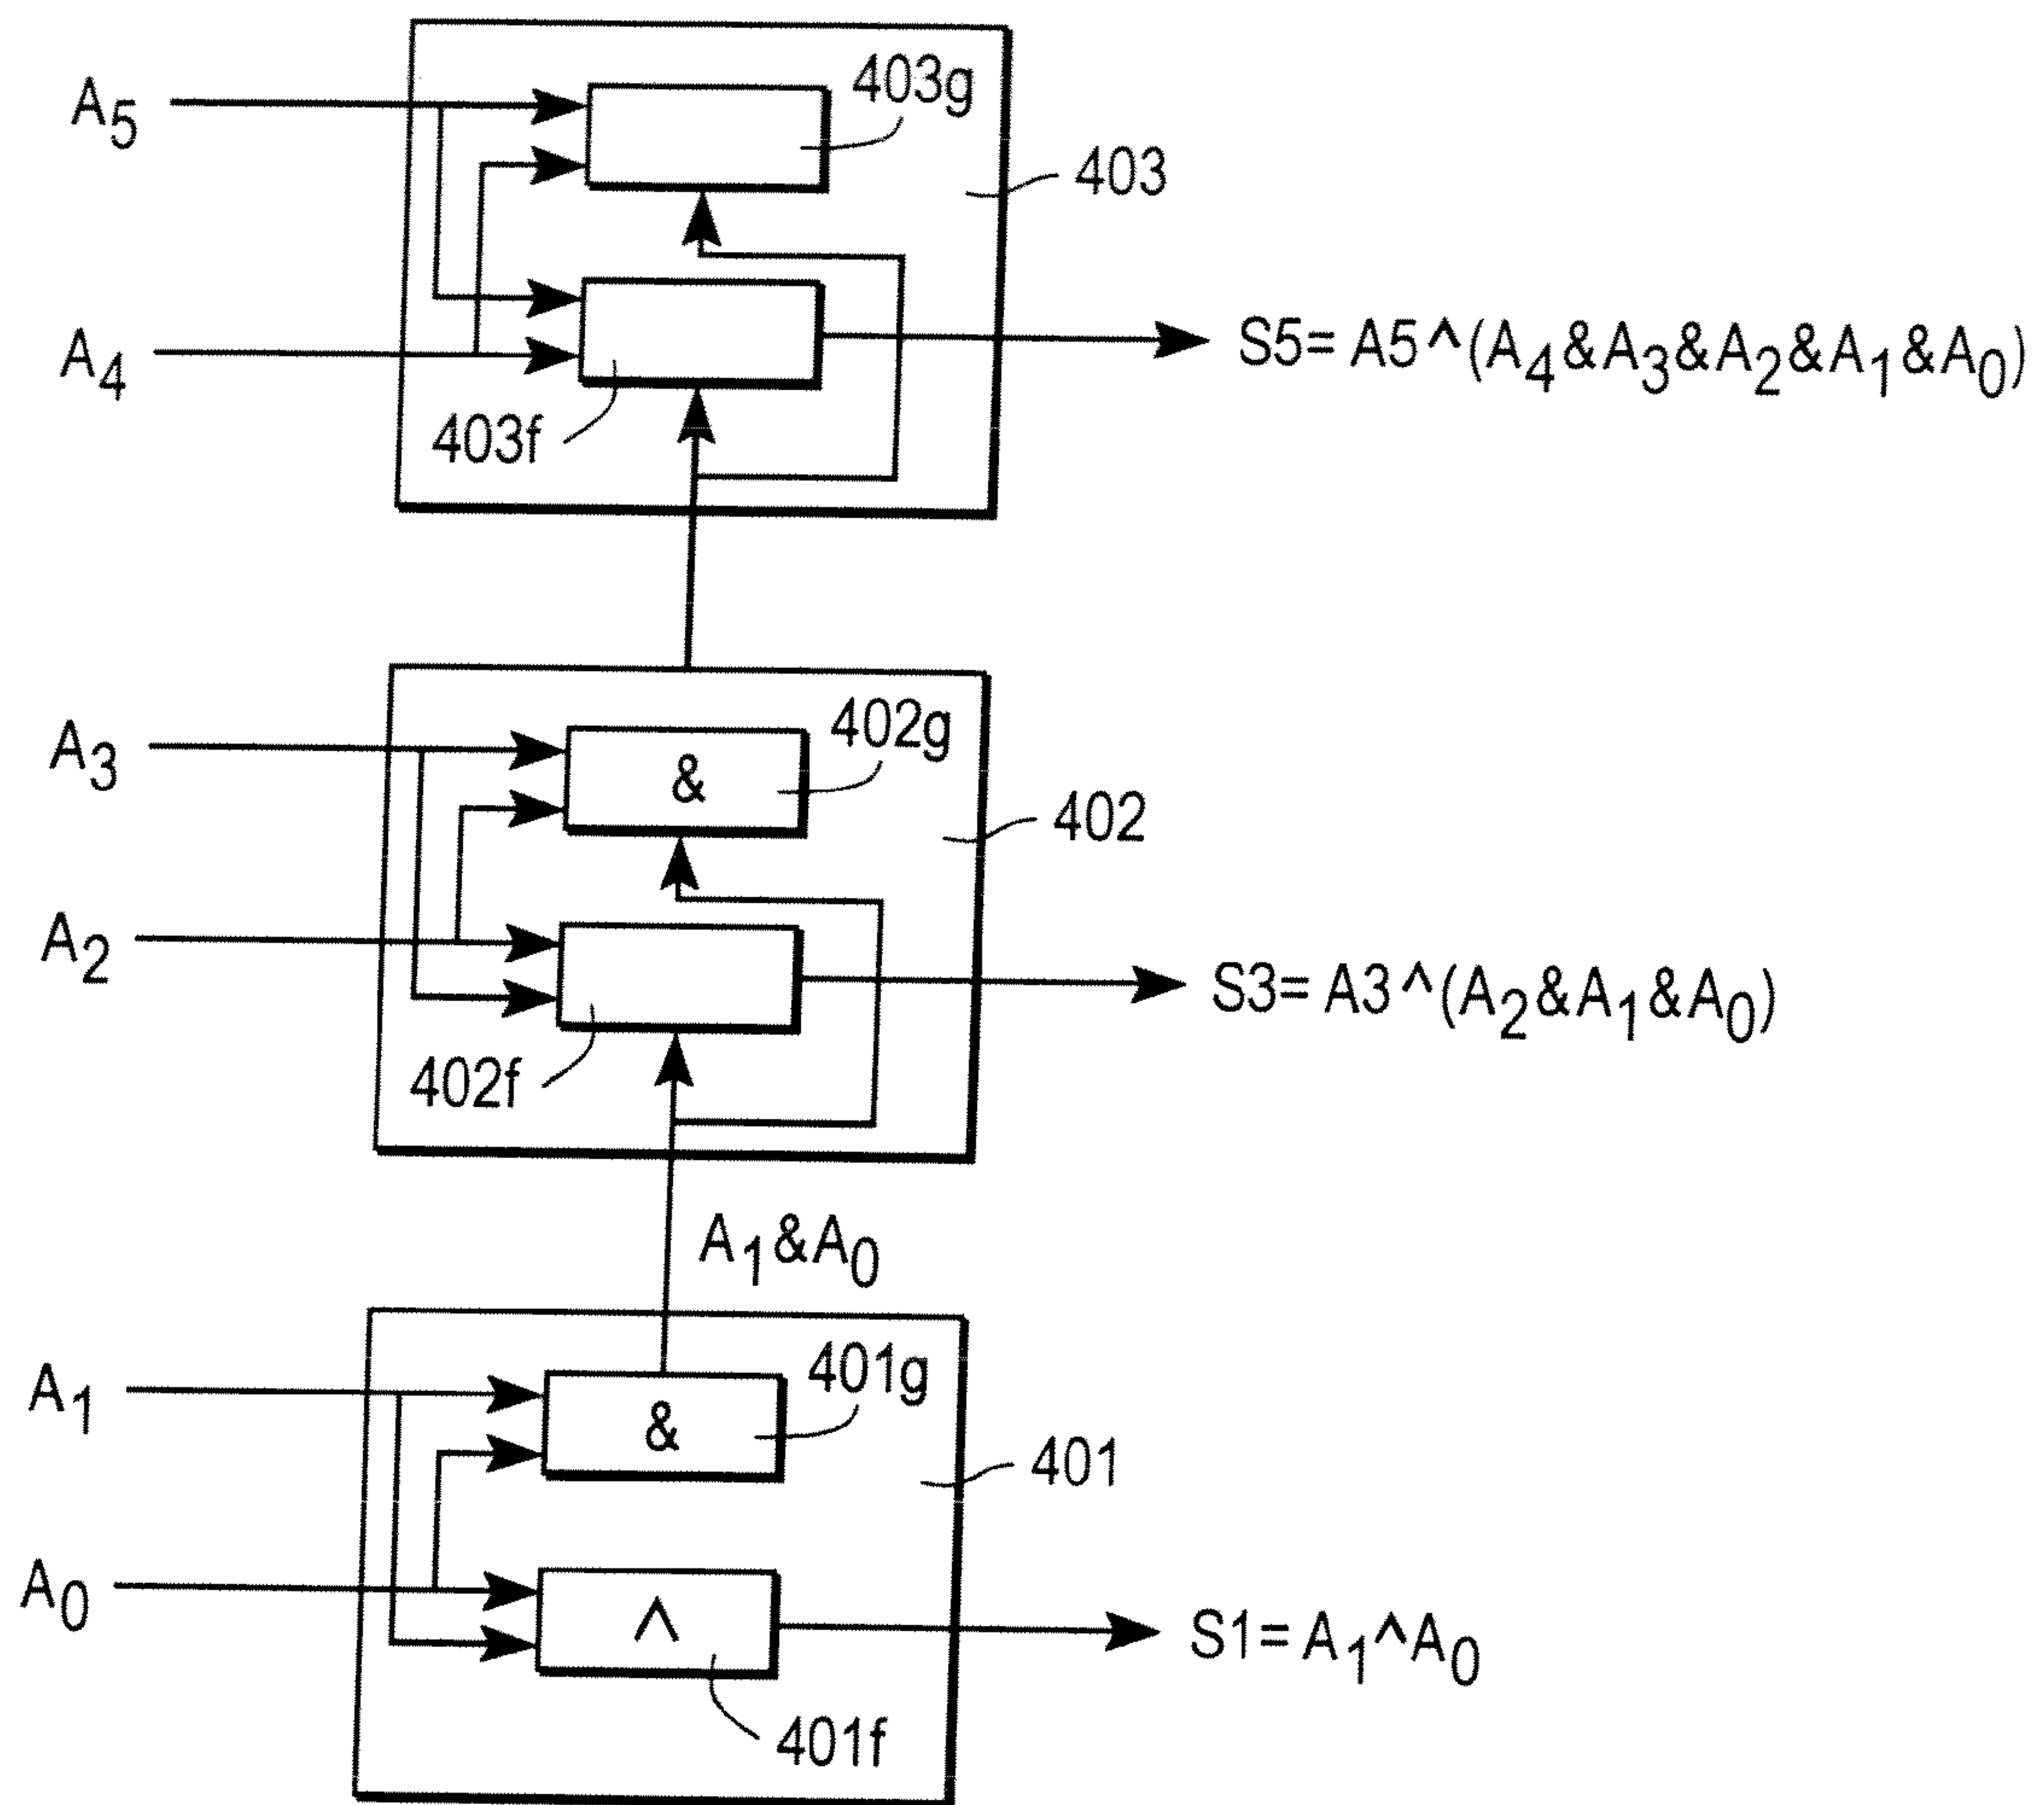 403g
A5
403
S5= A5^(A4&A3&A2&A1&A0)
A4
403f
402g
A3
&
402
A2
S3= A3^(A2&A1&A0)
402f
A1&A0
401g
A1
&
401
A0
^
S1= A1^A0
401f